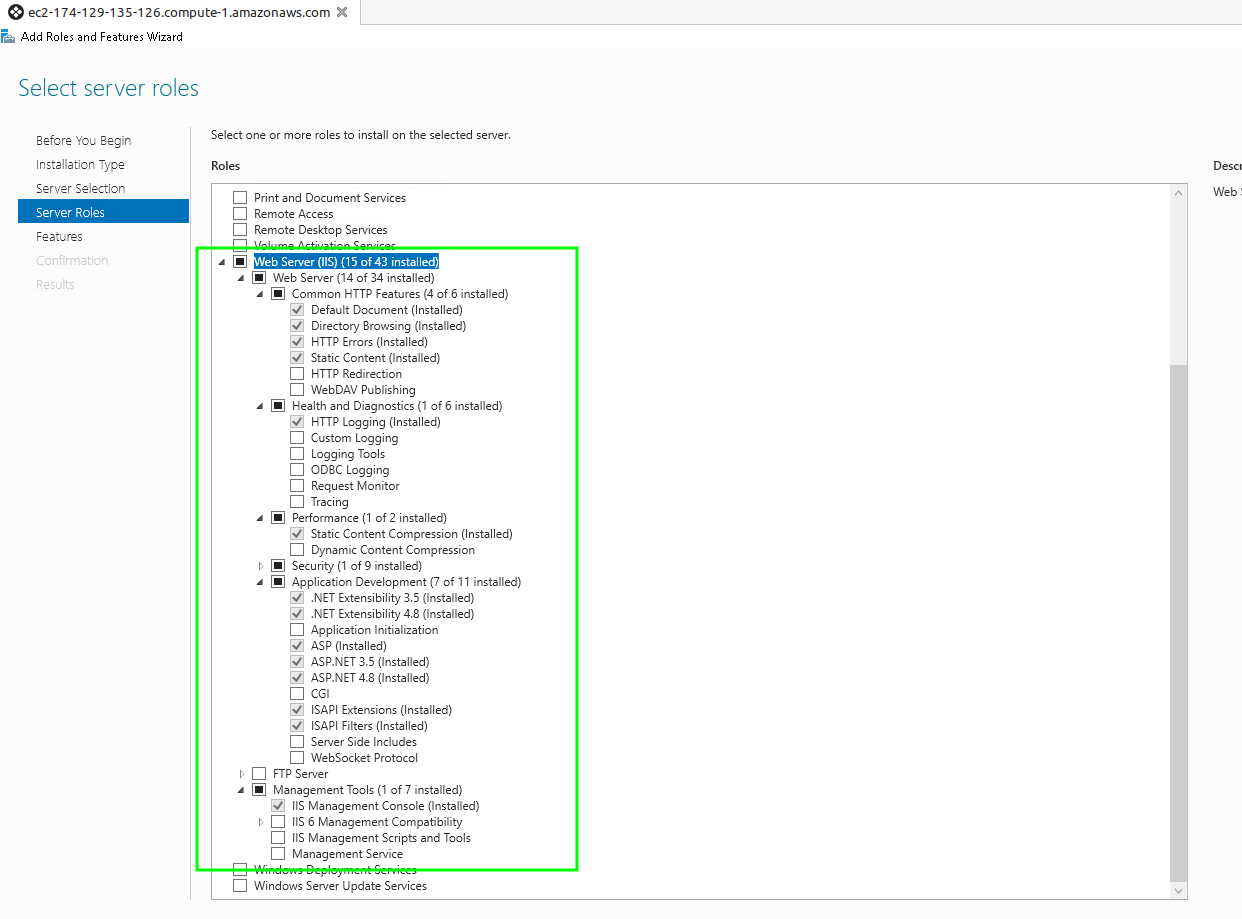 ec2-174-129-135-126.compute-1.amazonaws.com
Add Roles and Features Wizard
Select server roles
Before You Begin
Installation Type
Server Selection
Server Roles
Features
Confirmation
Results
Select one or more roles to install on the selected server.
Roles
Print and Document Services
Remote Access
Remote Desktop Services
Volume Activation Services
Web Server (IIS) (15 of 43 installed)
Web Server (14 of 34 installed)
Common HTTP Features (4 of 6 installed)
Default Document (Installed)
Directory Browsing (Installed)
HTTP Errors (Installed)
Static Content (Installed)
HTTP Redirection
WebDAV Publishing
Health and Diagnostics (1 of 6 installed)
HTTP Logging (Installed)
Custom Logging
Logging Tools
ODBC Logging
Request Monitor
Tracing
Performance (1 of 2 installed)
Static Content Compression (Installed)
Dynamic Content Compression
Security (1 of 9 installed)
Application Development (7 of 11 installed)
.NET Extensibility 3.5 (Installed)
.NET Extensibility 4.8 (Installed)
Application Initialization
ASP (Installed)
ASP.NET 3.5 (Installed)
ASP.NET 4.8 (Installed)
CGI
ISAPI Extensions (Installed)
ISAPI Filters (Installed)
Server Side Includes
WebSocket Protocol
FTP Server
Management Tools (1 of 7 installed)
IIS Management Console (Installed)
IIS 6 Management Compatibility
IIS Management Scripts and Tools
Management Service
Windows Deployment Services
Windows Server Update Services
Descr
Web